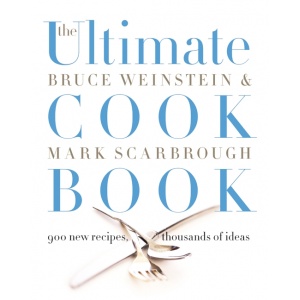 the
Ultimate
BRUCE WEINSTEIN &
COOK
MARK SCARBROUGH
BOOK
900 new recipes, thousands of ideas